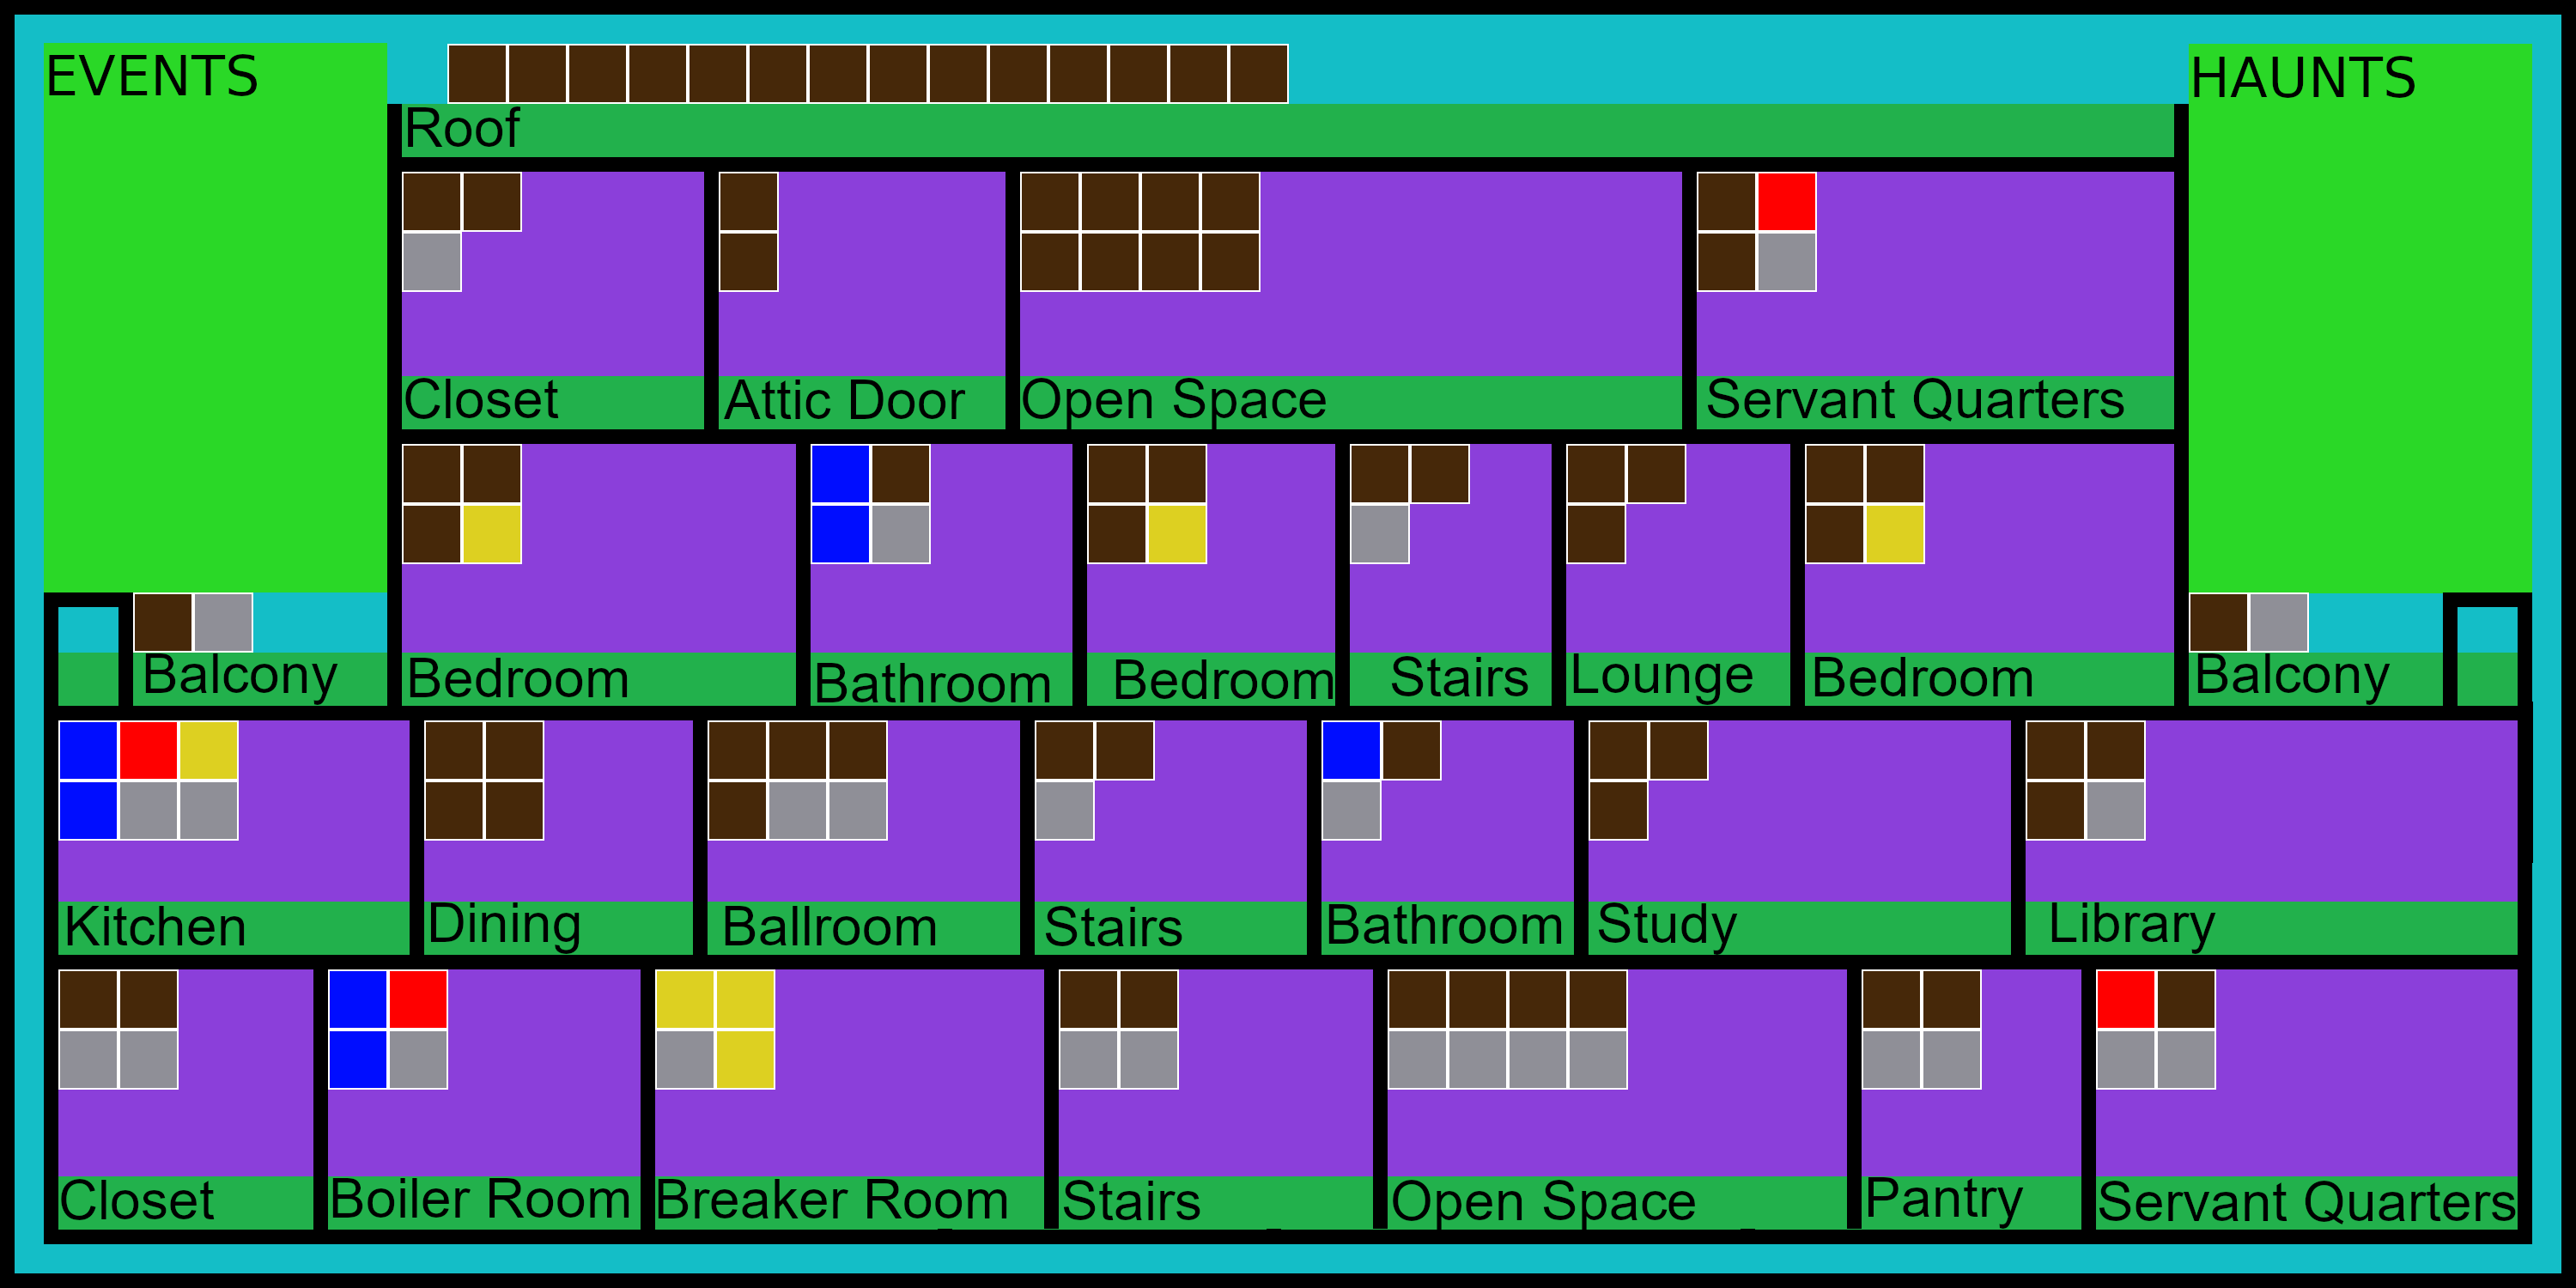 EVENTS
HAUNTS
Roof
Closet
Attic Door
Open Space
Servant Quarters
Balcony
Bedroom
Bathroom
Bedroom
Stairs
Lounge
Bedroom
Balcony
Kitchen
Dining
Ballroom
Stairs
Bathroom
Study
Library
Closet
Boiler Room
Breaker Room
Stairs
Open Space
Pantry
Servant Quarters